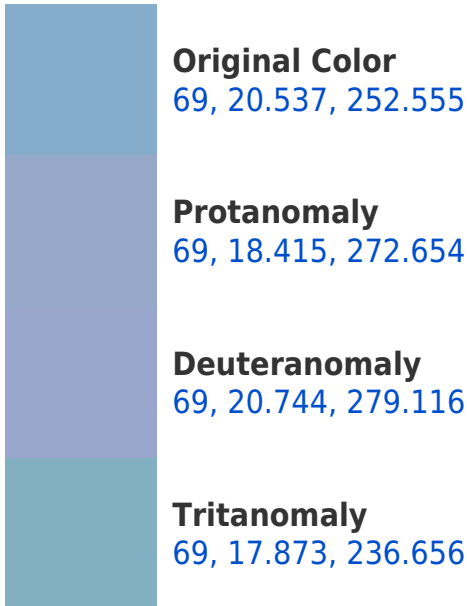 Original Color
69, 20.537, 252.555
Protanomaly
69, 18.415, 272.654
Deuteranomaly
69, 20.744, 279.116
Tritanomaly
69, 17.873, 236.656